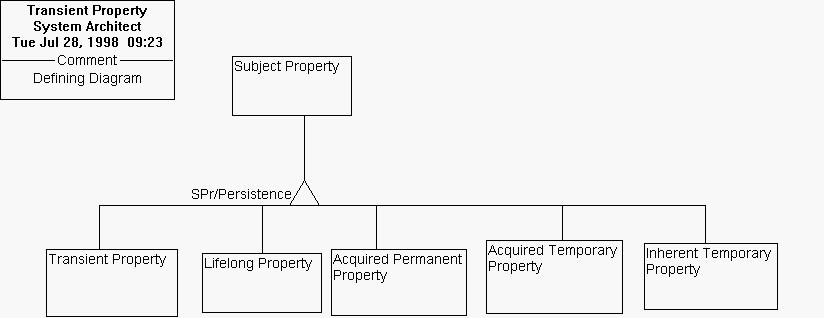 Transient Property
System Architect
Tue Jul 28, 1998 09:23
Comment
Defining Diagram
Subject Property
SPr/Persistence
Transient Property
Lifelong Property
Acquired Permanent
Property
Acquired Temporary
Property
Inherent Temporary
Property